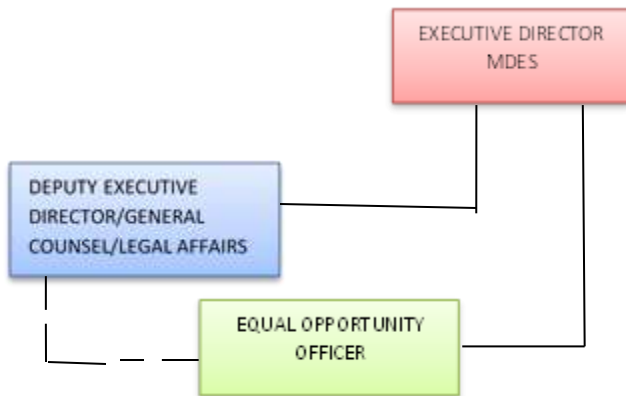 EXECUTIVE DIRECTOR
MDES
DEPUTY EXECUTIVE
DIRECTOR/GENERAL
COUNSEL/LEGAL AFFAIRS
EQUAL OPPORTUNITY
OFFICER